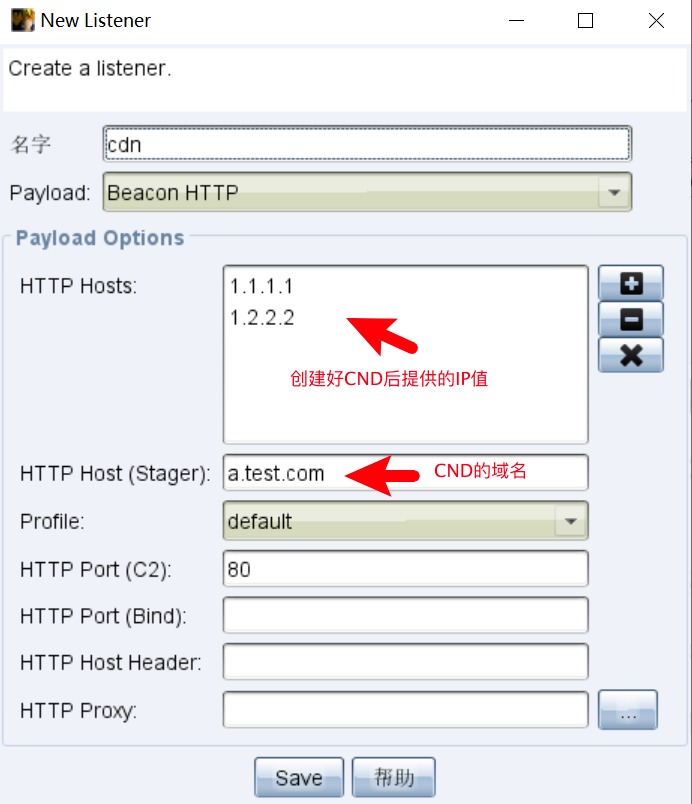 New Listener
Create a listener.
名字 cdn
Payload: Beacon HTTP
Payload Options
HTTP Hosts: 1.1.1.1
1.2.2.2
创建好CND后提供的IP值
HTTP Host (Stager): a.test.com CND的域名
Profile: default
HTTP Port (C2): 80
HTTP Port (Bind):
HTTP Host Header:
HTTP Proxy: ...
Save 帮助